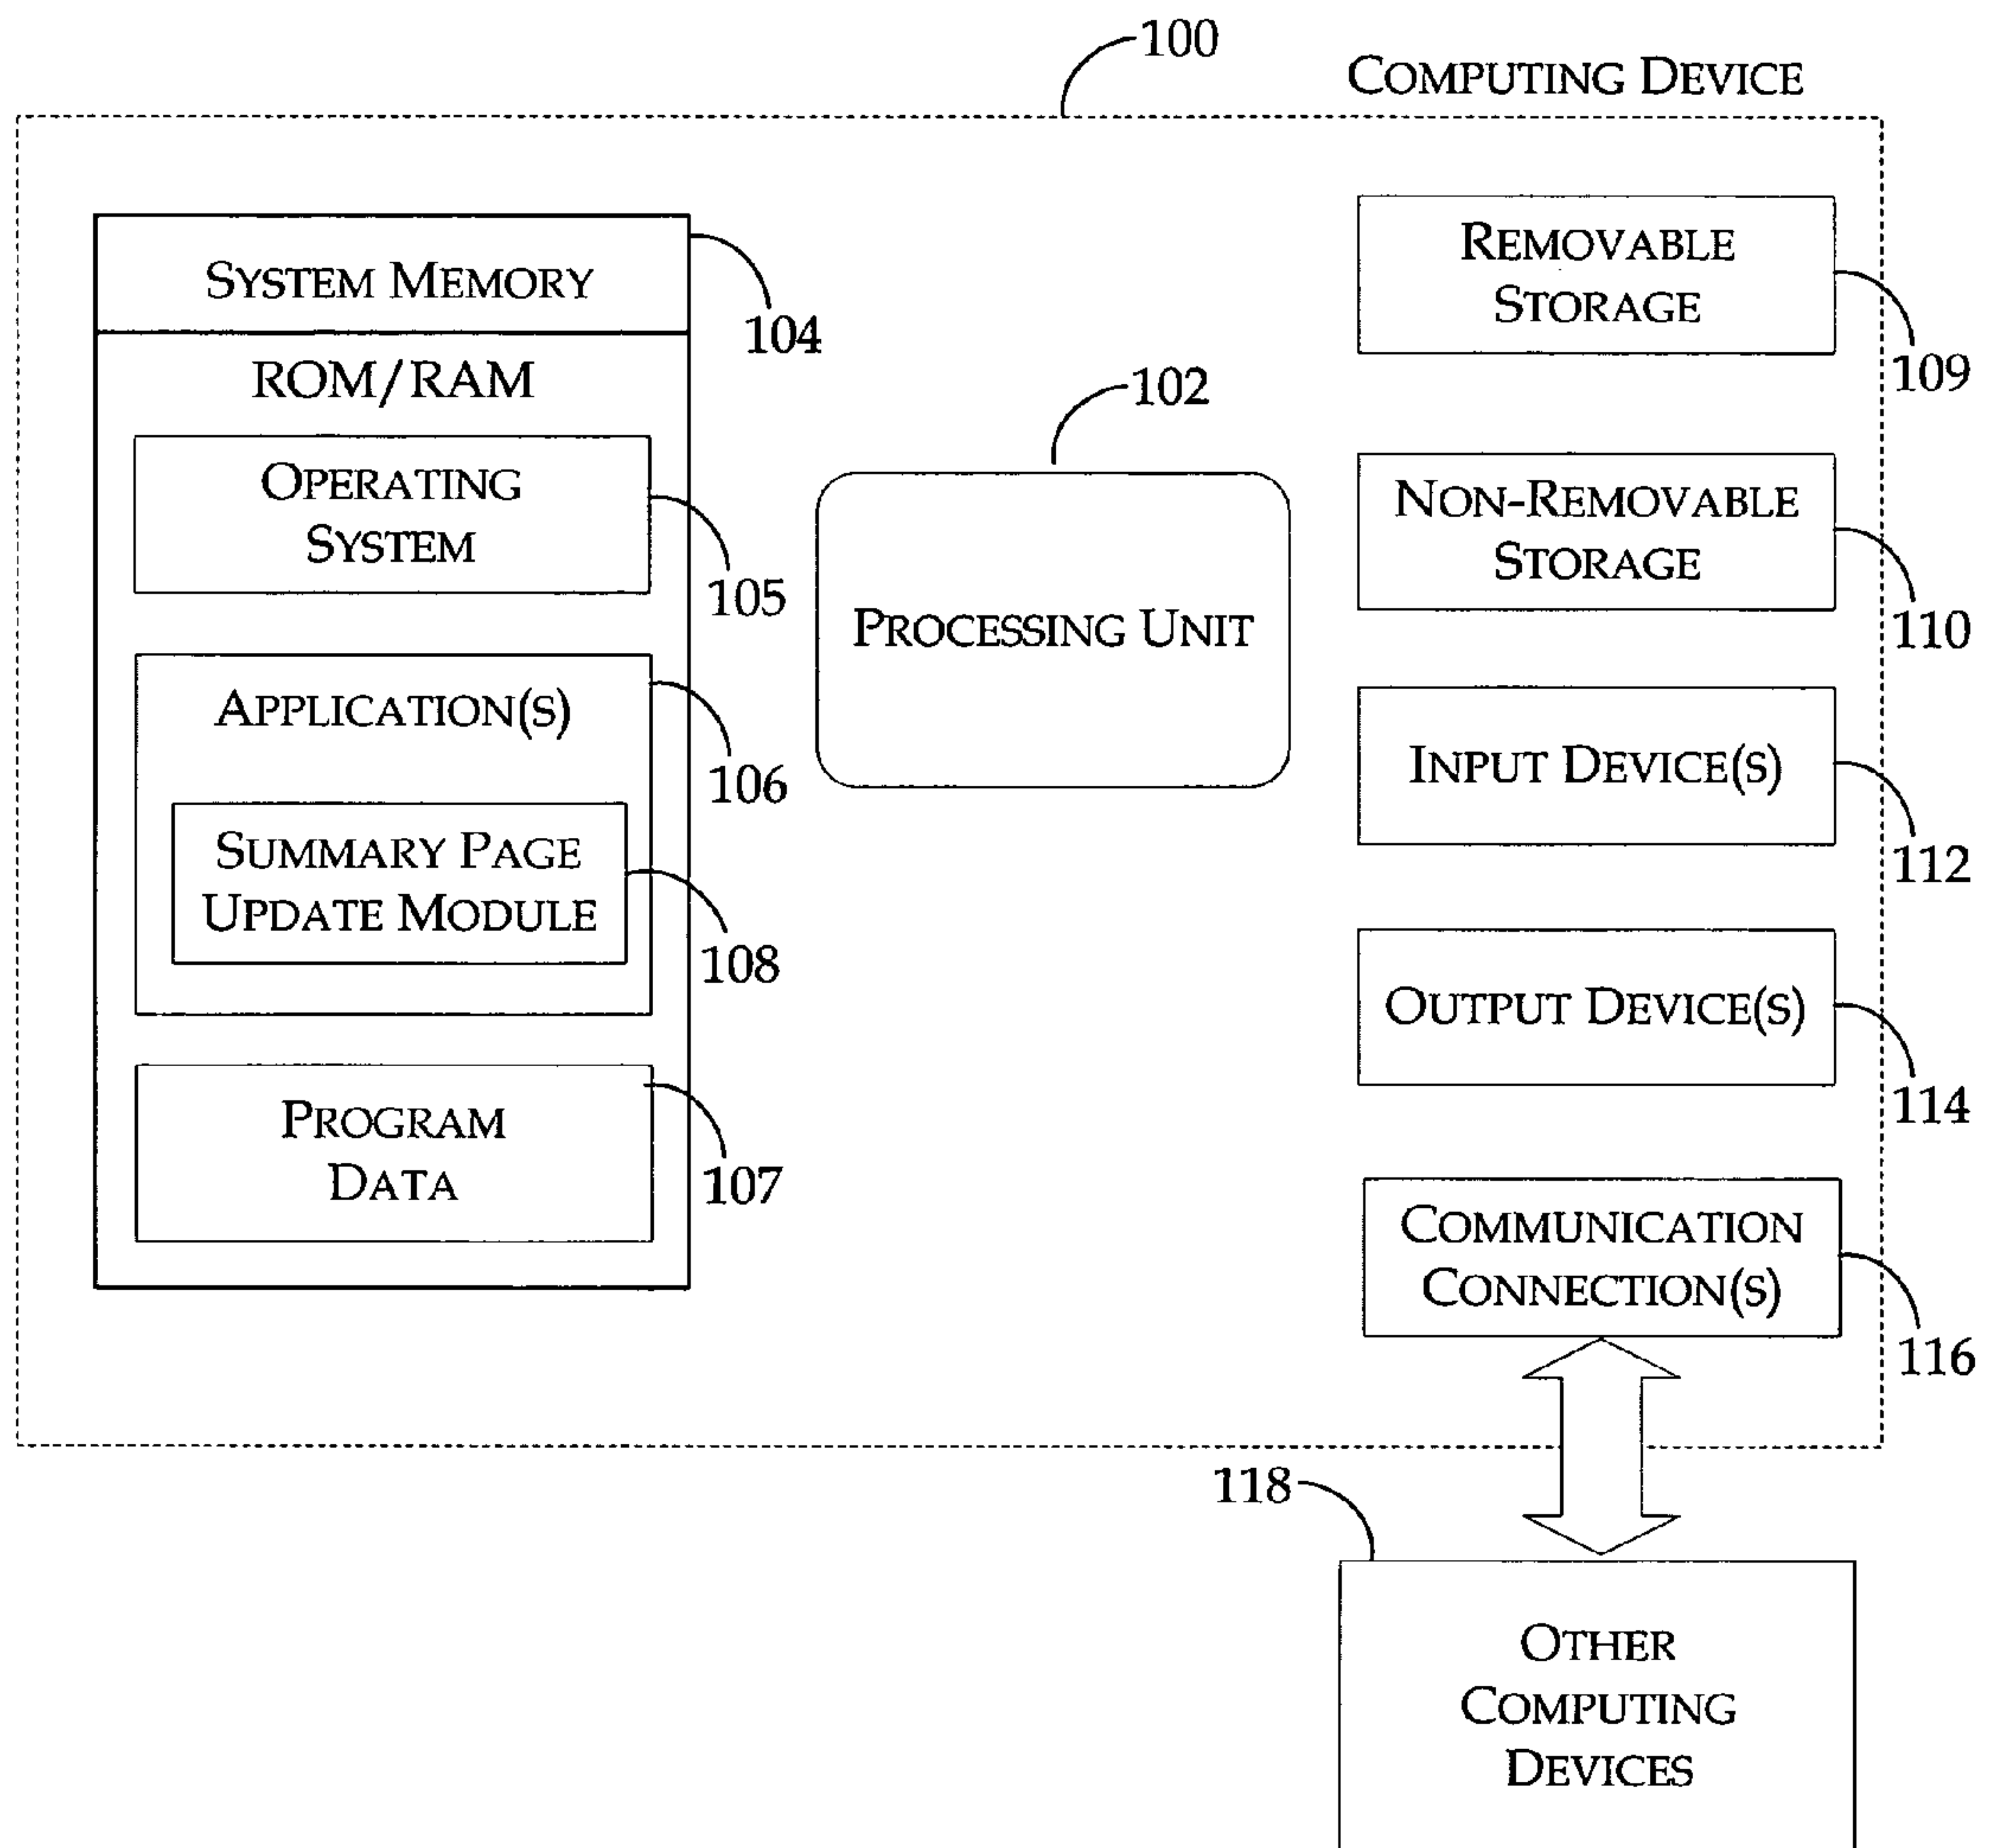 100
COMPUTING DEVICE
SYSTEM MEMORY
104
ROM/RAM
OPERATING
SYSTEM
105
APPLICATION(S)
106
SUMMARY PAGE
UPDATE MODULE
108
PROGRAM
DATA
107
102
PROCESSING UNIT
REMOVABLE
STORAGE
109
NON-REMOVABLE
STORAGE
110
INPUT DEVICE(S)
112
OUTPUT DEVICE(S)
114
COMMUNICATION
CONNECTION(S)
116
118
OTHER
COMPUTING
DEVICES